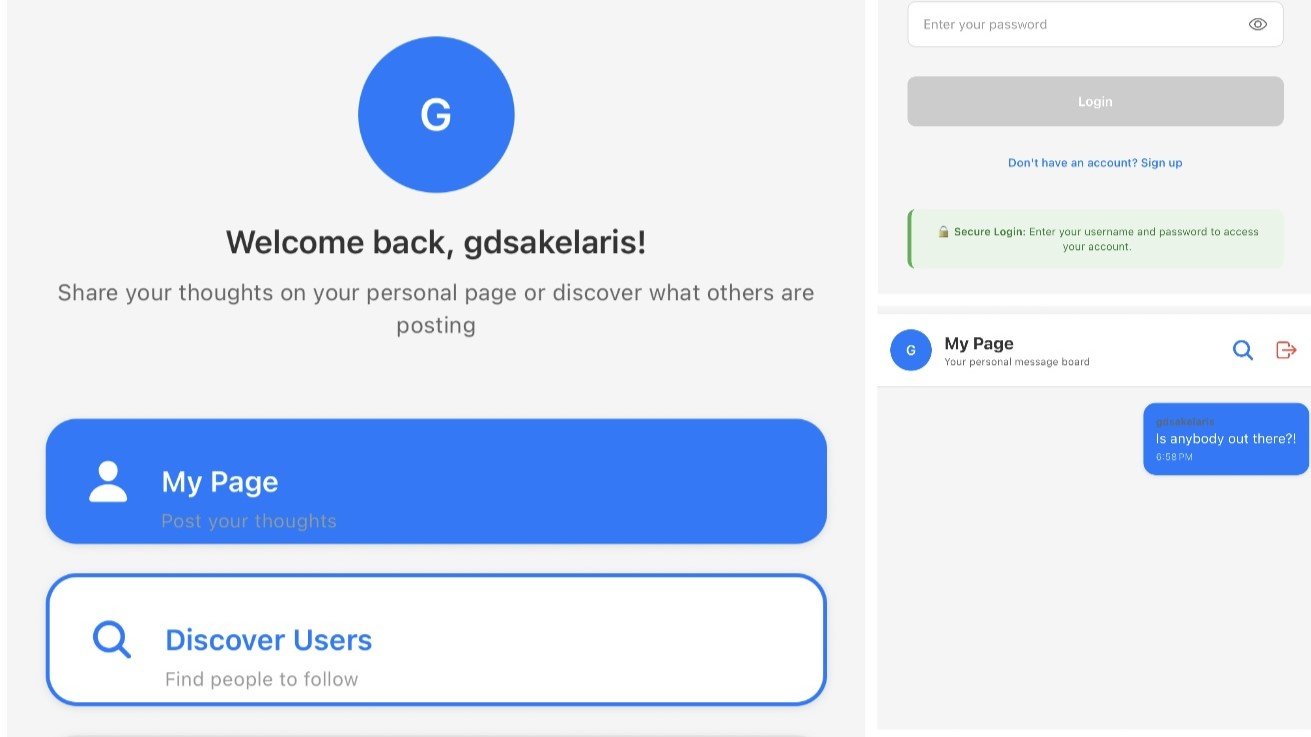 G
Welcome back, gdsakelaris!
Share your thoughts on your personal page or discover what others are
posting
My Page
Post your thoughts
Discover Users
Find people to follow
Enter your password
Login
Don't have an account? Sign up
🔒 Secure Login: Enter your username and password to access
your account.
G
My Page
Your personal message board
gdsakelaris
Is anybody out there?!
6:58 PM